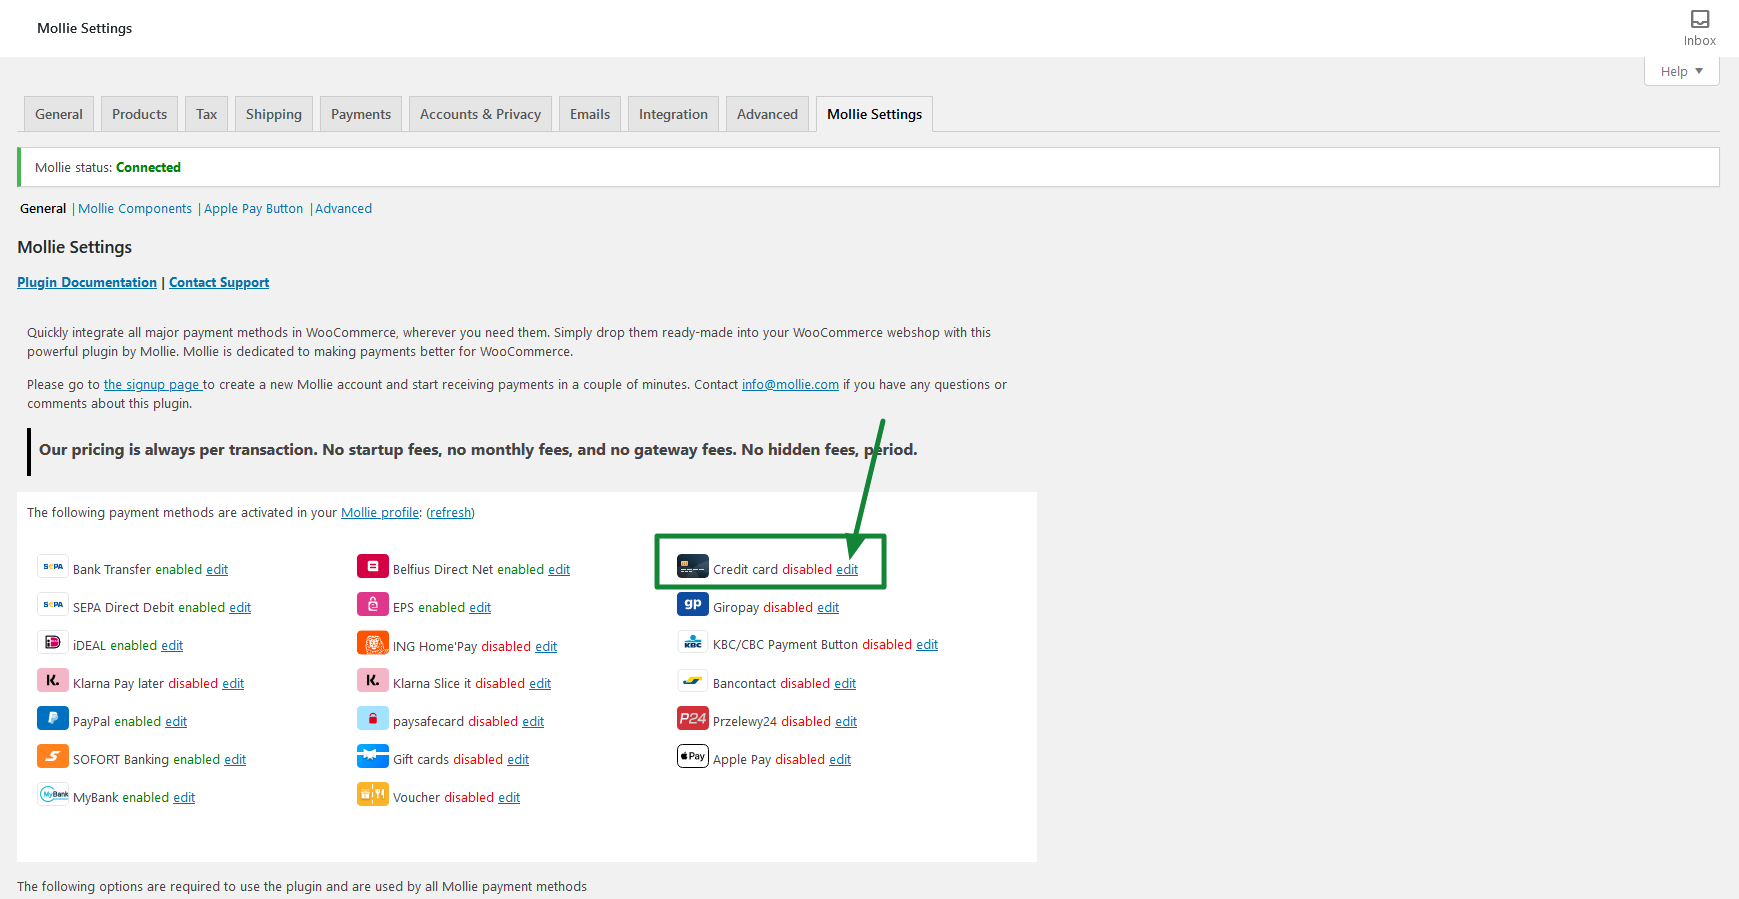 Mollie Settings
Inbox
Help
General Products Tax Shipping Payments Accounts & Privacy Emails Integration Advanced Mollie Settings
Mollie status: Connected
General | Mollie Components | Apple Pay Button | Advanced
Mollie Settings
Plugin Documentation | Contact Support
Quickly integrate all major payment methods in WooCommerce, wherever you need them. Simply drop them ready-made into your WooCommerce webshop with this
powerful plugin by Mollie. Mollie is dedicated to making payments better for WooCommerce.
Please go to the signup page to create a new Mollie account and start receiving payments in a couple of minutes. Contact info@mollie.com if you have any questions or
comments about this plugin.
Our pricing is always per transaction. No startup fees, no monthly fees, and no gateway fees. No hidden fees, period.
The following payment methods are activated in your Mollie profile: (refresh)
SEPA Bank Transfer enabled edit
Belfius Direct Net enabled edit
Credit card disabled edit
SEPA SEPA Direct Debit enabled edit
EPS enabled edit
gp Giropay disabled edit
iDEAL enabled edit
ING Home'Pay disabled edit
KBC KBC/CBC Payment Button disabled edit
K. Klarna Pay later disabled edit
K. Klarna Slice it disabled edit
Bancontact disabled edit
PayPal enabled edit
paysafecard disabled edit
P24 Przelewy24 disabled edit
SOFORT Banking enabled edit
Gift cards disabled edit
Pay Apple Pay disabled edit
MyBank MyBank enabled edit
Voucher disabled edit
The following options are required to use the plugin and are used by all Mollie payment methods